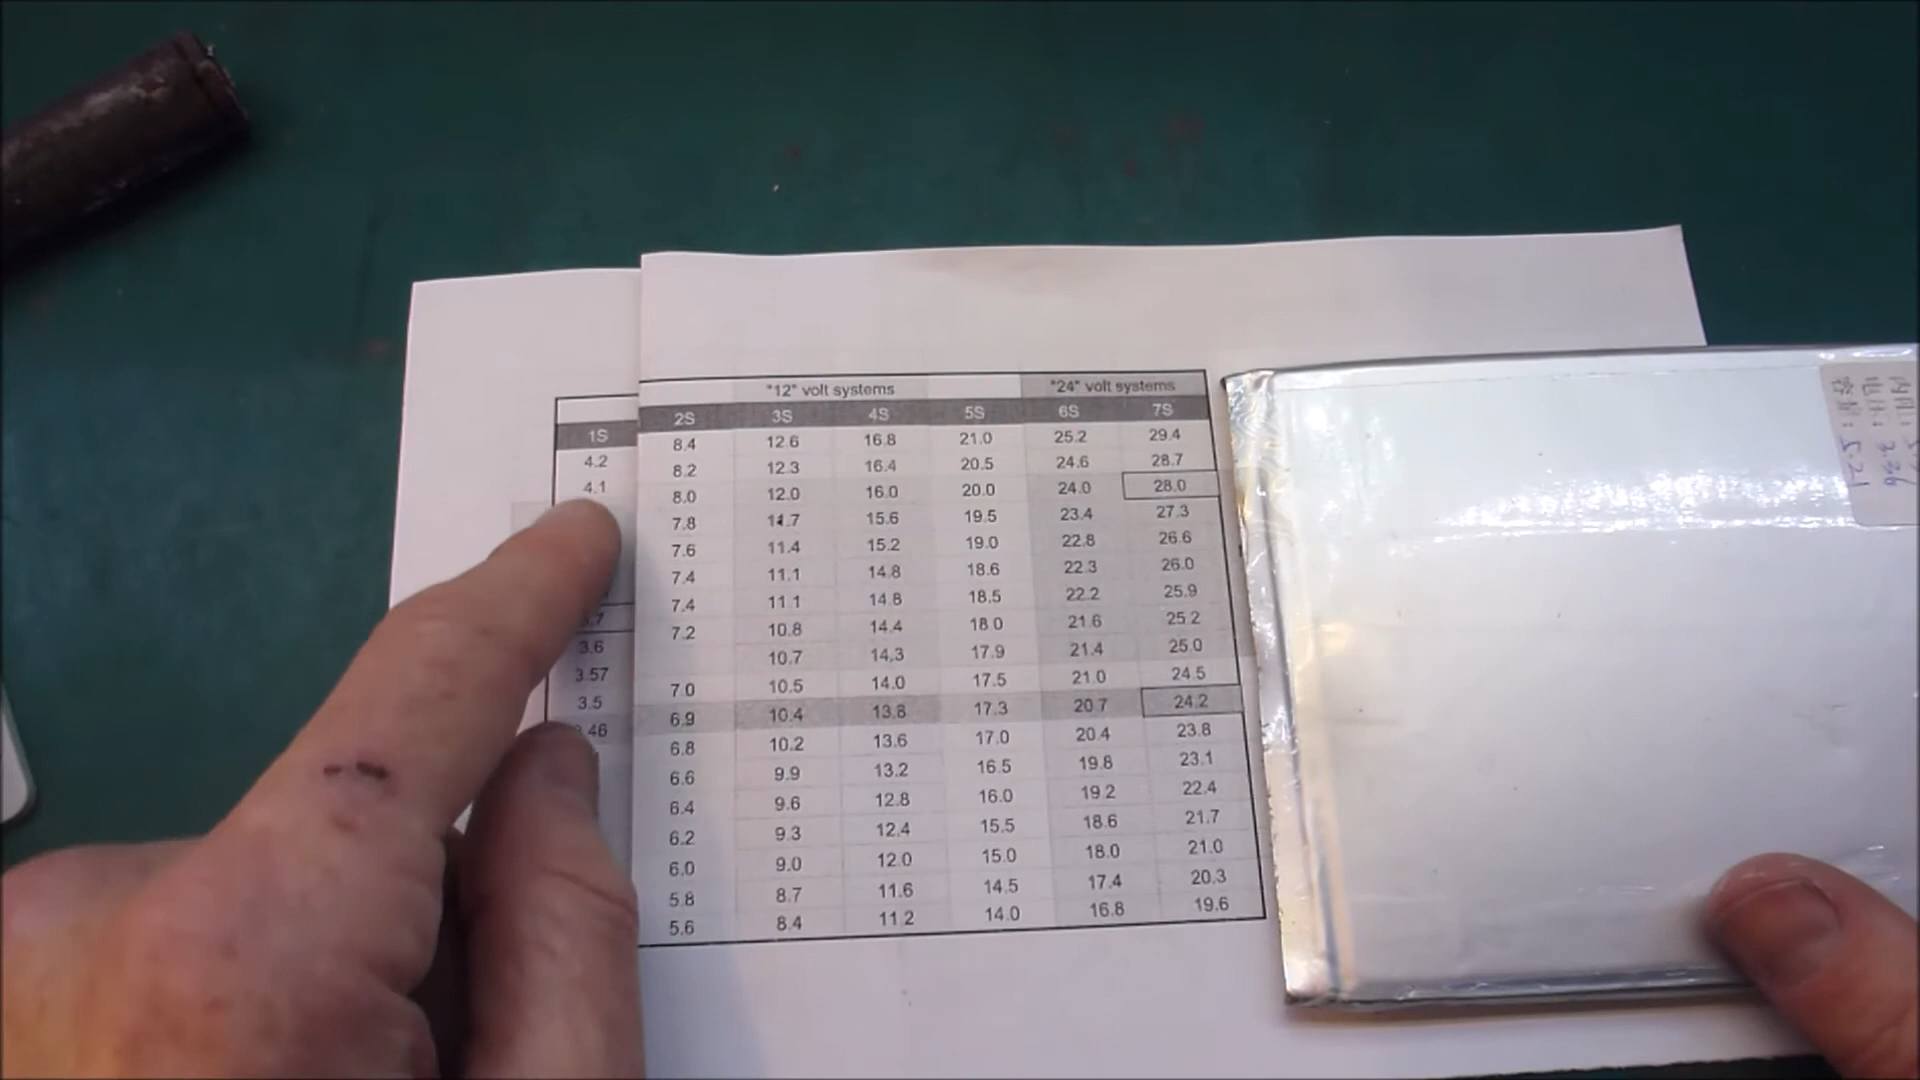 "12" volt systems "24" volt systems
1S 2S 3S 4S 5S 6S 7S
4.2 8.4 12.6 16.8 21.0 25.2 29.4
4.1 8.2 12.3 16.4 20.5 24.6 28.7
8.0 12.0 16.0 20.0 24.0 28.0
7.8 11.7 15.6 19.5 23.4 27.3
7.6 11.4 15.2 19.0 22.8 26.6
7.4 11.1 14.8 18.6 22.3 26.0
7.4 11.1 14.8 18.5 22.2 25.9
3.6 7.2 10.8 14.4 18.0 21.6 25.2
3.57 10.7 14.3 17.9 21.4 25.0
3.5 7.0 10.5 14.0 17.5 21.0 24.5
6.9 10.4 13.8 17.3 20.7 24.2
6.8 10.2 13.6 17.0 20.4 23.8
6.6 9.9 13.2 16.5 19.8 23.1
6.4 9.6 12.8 16.0 19.2 22.4
6.2 9.3 12.4 15.5 18.6 21.7
6.0 9.0 12.0 15.0 18.0 21.0
5.8 8.7 11.6 14.5 17.4 20.3
5.6 8.4 11.2 14.0 16.8 19.6